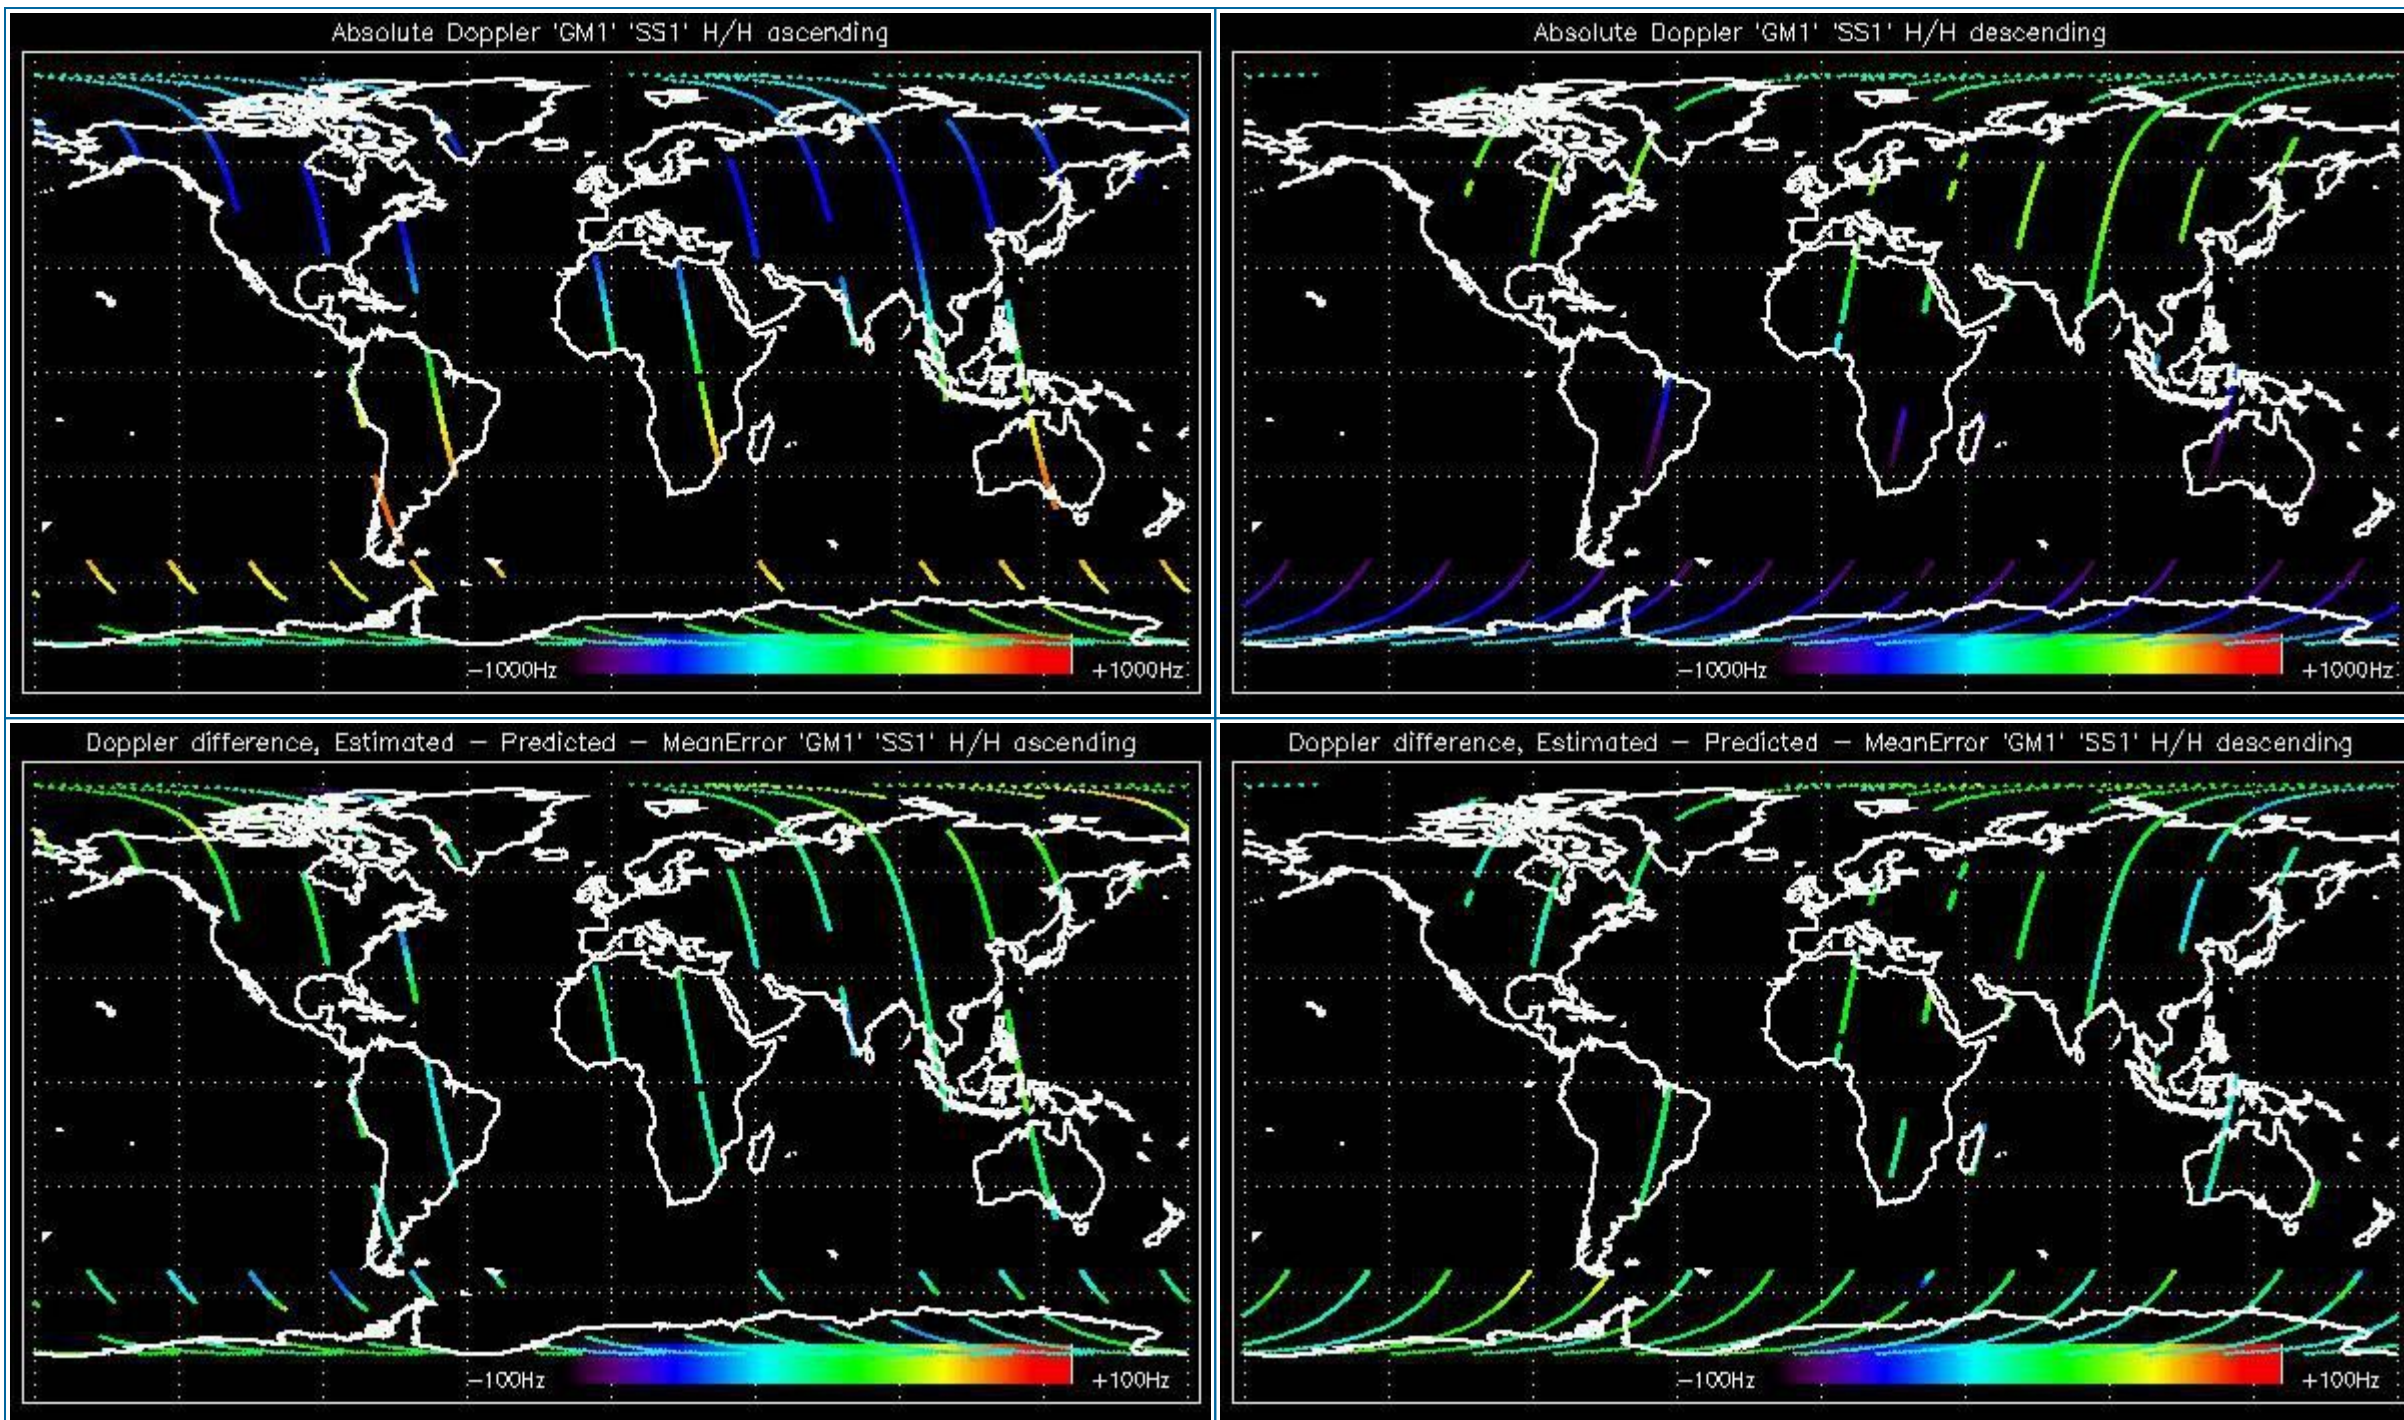 Absolute Doppler 'GM1' 'SS1' H/H ascending
−1000Hz
+1000Hz
Absolute Doppler 'GM1' 'SS1' H/H descending
−1000Hz
+1000Hz
Doppler difference, Estimated − Predicted − MeanError 'GM1' 'SS1' H/H ascending
−100Hz
+100Hz
Doppler difference, Estimated − Predicted − MeanError 'GM1' 'SS1' H/H descending
−100Hz
+100Hz